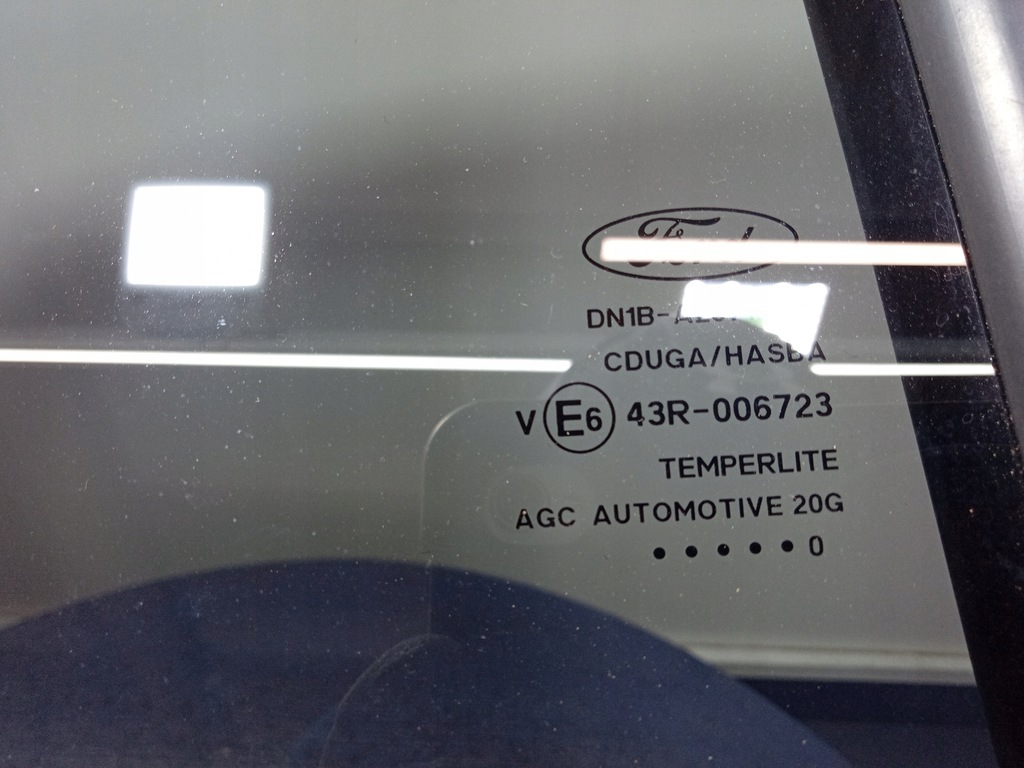 Ford
DN1B-
CDUGA/HASBA
V E6 43R-006723
TEMPERLITE
AGC AUTOMOTIVE 20G
• • • • • 0